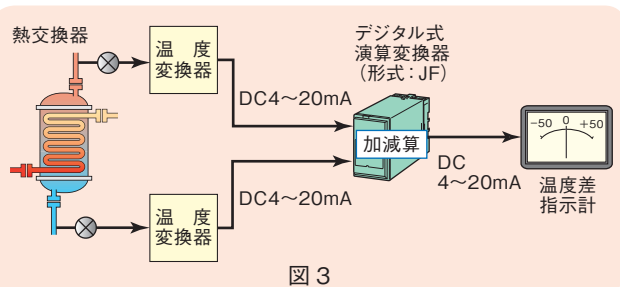 熱交換器
温度
変換器
DC4〜20mA
デジタル式
演算変換器
（形式：JF）
加減算
DC
4〜20mA
-50 0 +50
温度差
指示計
温度
変換器
DC4〜20mA
図3